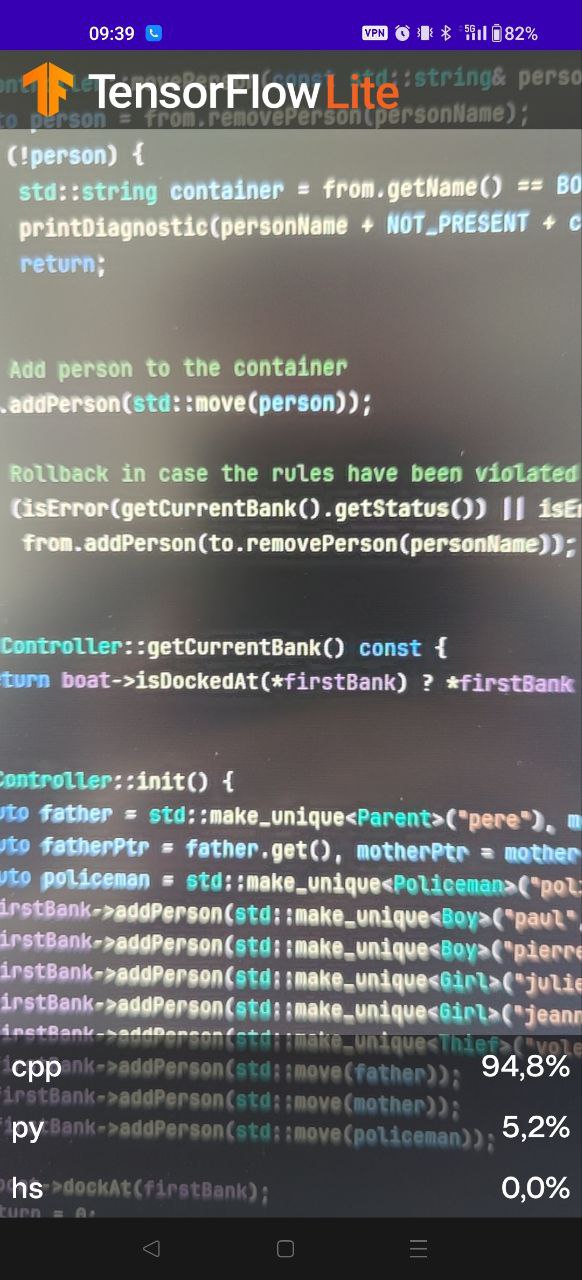 09:39 VPN 5G 82%
TensorFlow Lite
movePerson(const std::string& perso
person = from.removePerson(personName);
(!person) {
std::string container = from.getName() == BO
printDiagnostic(personName + NOT_PRESENT + c
return;
Add person to the container
.addPerson(std::move(person));
Rollback in case the rules have been violated
(isError(getCurrentBank().getStatus()) || isEr
from.addPerson(to.removePerson(personName));
Controller::getCurrentBank() const {
turn boat->isDockedAt(*firstBank) ? *firstBank
Controller::init() {
uto father = std::make_unique<Parent>("pere"), m
uto fatherPtr = father.get(), motherPtr = mother
uto policeman = std::make_unique<Policeman>("pol
irstBank->addPerson(std::make_unique<Boy>("paul",
irstBank->addPerson(std::make_unique<Boy>("pierre
irstBank->addPerson(std::make_unique<Girl>("julie
irstBank->addPerson(std::make_unique<Girl>("jeann
irstBank->addPerson(std::make_unique<Thief>("vole
irstBank->addPerson(std::move(father));
cpp 94,8%
irstBank->addPerson(std::move(mother));
irstBank->addPerson(std::move(policeman));
py 5,2%
->dockAt(firstBank);
hs 0,0%
turn = 0;